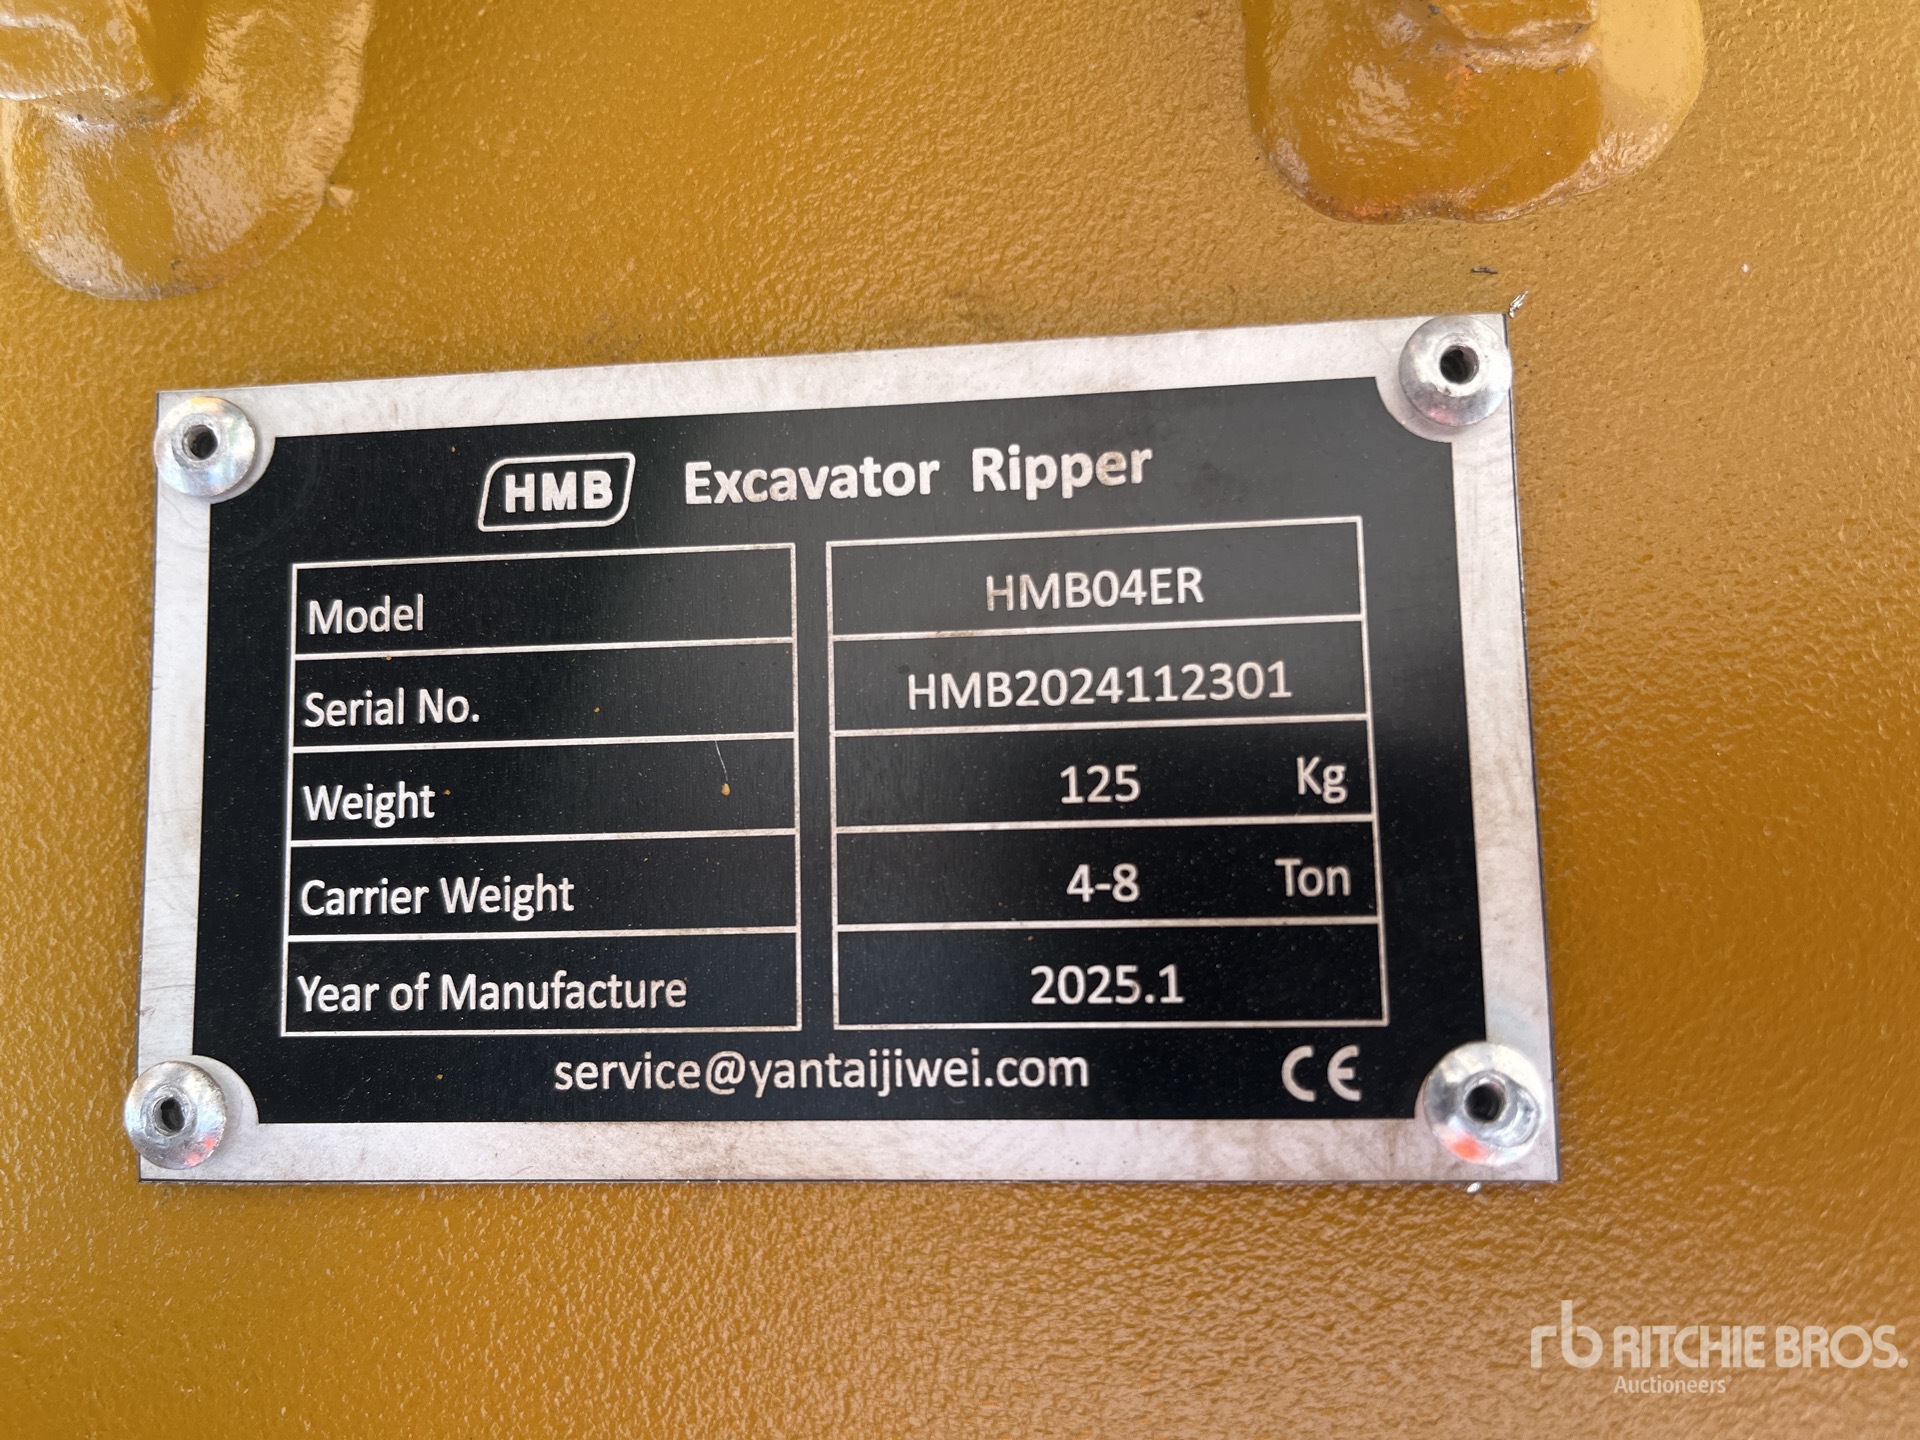 HMB Excavator Ripper
Model HMB04ER
Serial No. HMB2024112301
Weight 125 Kg
Carrier Weight 4-8 Ton
Year of Manufacture 2025.1
service@yantaijiwei.com CE
rb RITCHIE BROS.
Auctioneers